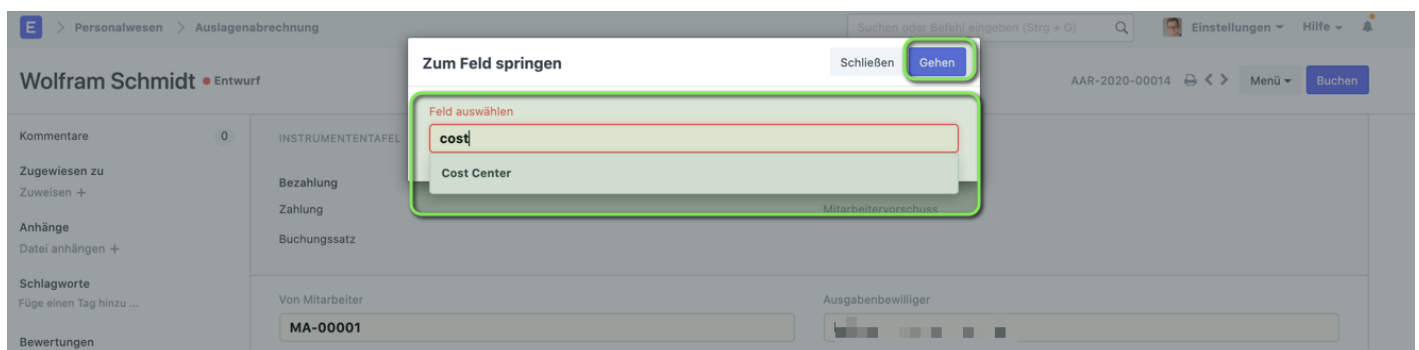 E > Personalwesen > Auslagenabrechnung
Suchen oder Befehl eingeben (Strg + G)
Einstellungen
Hilfe
Zum Feld springen
Schließen
Gehen
Wolfram Schmidt
Entwurf
AAR-2020-00014
Menü
Buchen
Feld auswählen
cost
Cost Center
Kommentare 0
Zugewiesen zu
Zuweisen +
Anhänge
Datei anhängen +
Schlagworte
Füge einen Tag hinzu ...
Bewertungen
INSTRUMENTENTAFEL
Bezahlung
Zahlung
Mitarbeitervorschuss
Buchungssatz
Von Mitarbeiter
MA-00001
Ausgabenbewilliger